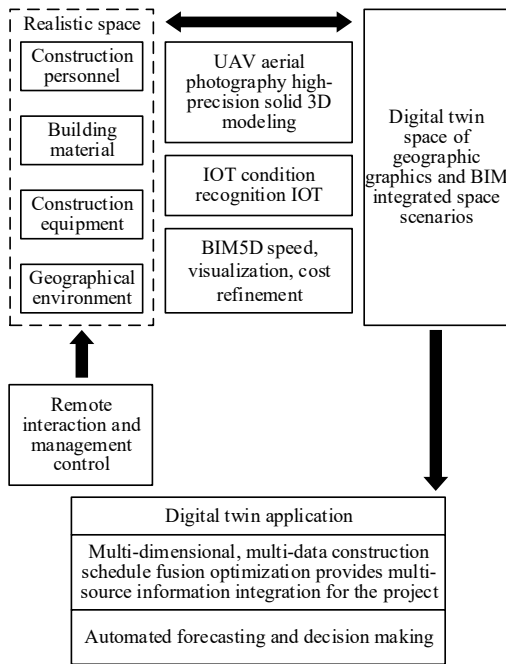 Realistic space
Construction
personnel
Building
material
Construction
equipment
Geographical
environment
UAV aerial
photography high-
precision solid 3D
modeling
IOT condition
recognition IOT
BIM5D speed,
visualization, cost
refinement
Digital twin
space of
geographic
graphics and BIM
integrated space
scenarios
Remote
interaction and
management
control
Digital twin application
Multi-dimensional, multi-data construction
schedule fusion optimization provides multi-
source information integration for the project
Automated forecasting and decision making